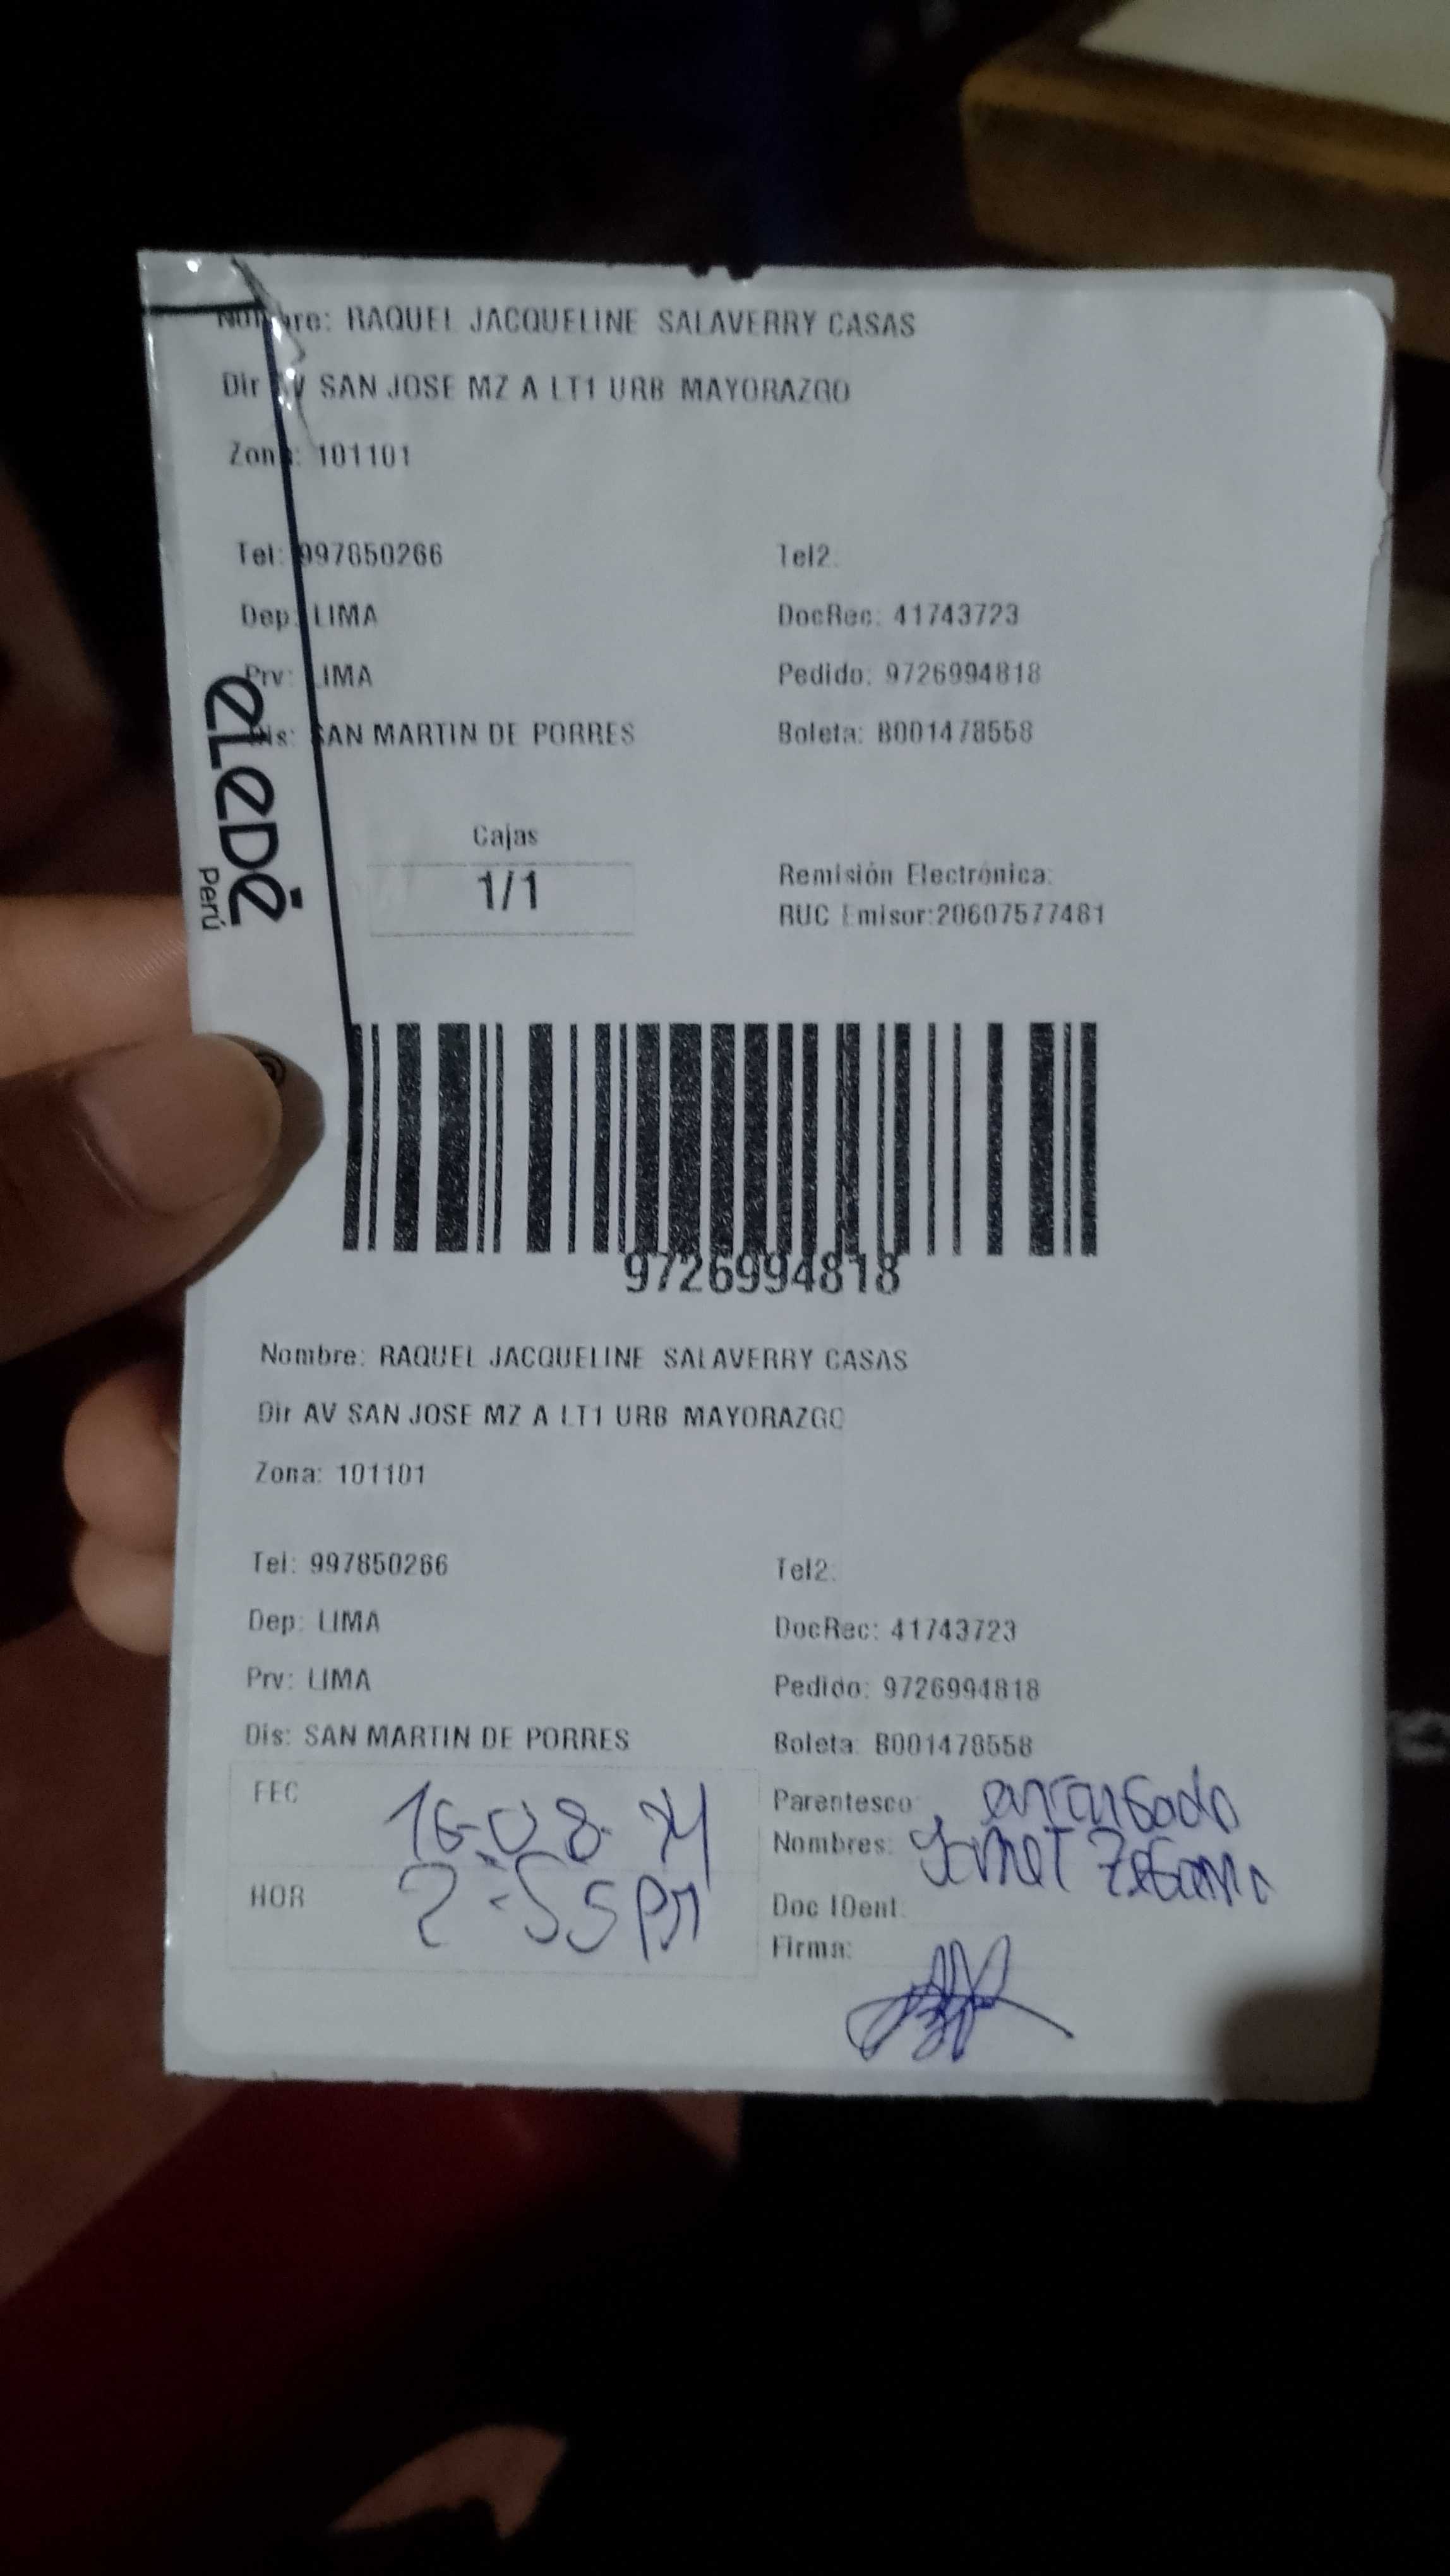 Nombre: RAQUEL JACQUELINE SALAVERRY CASAS
Dir AV SAN JOSE MZ A LT1 URB MAYORAZGO
Zona: 101101
Tel: 997850266 Tel2:
Dep: LIMA DocRec: 41743723
Prv: LIMA Pedido: 9726994818
Dis: SAN MARTIN DE PORRES Boleta: B001478558
eLeDé
Perú
Cajas
1/1
Remisión Electrónica:
RUC Emisor:20607577481
9726994818
Nombre: RAQUEL JACQUELINE SALAVERRY CASAS
Dir AV SAN JOSE MZ A LT1 URB MAYORAZGO
Zona: 101101
Tel: 997850266 Tel2:
Dep: LIMA DocRec: 41743723
Prv: LIMA Pedido: 9726994818
Dis: SAN MARTIN DE PORRES Boleta: B001478558
FEC 16-08-24 Parentesco: encargado
Nombres:
HOR 2:55 pm Doc IDent:
Firma: